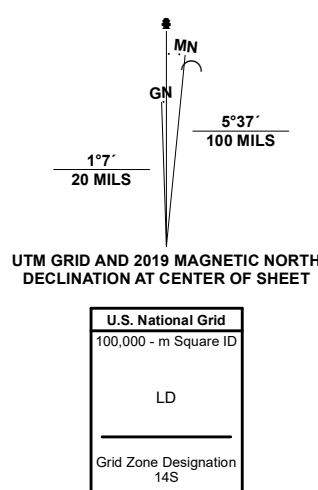 MN
GN
5°37´
100 MILS
1°7´
20 MILS
UTM GRID AND 2019 MAGNETIC NORTH
DECLINATION AT CENTER OF SHEET
U.S. National Grid
100,000 - m Square ID
LD
Grid Zone Designation
14S